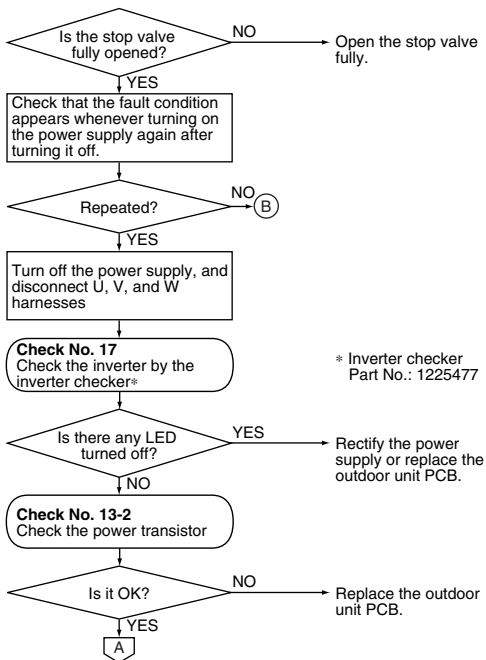 Is the stop valve
fully opened?
NO
Open the stop valve
fully.
YES
Check that the fault condition
appears whenever turning on
the power supply again after
turning it off.
Repeated?
NO
B
YES
Turn off the power supply, and
disconnect U, V, and W
harnesses
Check No. 17
Check the inverter by the
inverter checker*
* Inverter checker
Part No.: 1225477
Is there any LED
turned off?
YES
Rectify the power
supply or replace the
outdoor unit PCB.
NO
Check No. 13-2
Check the power transistor
Is it OK?
NO
Replace the outdoor
unit PCB.
YES
A